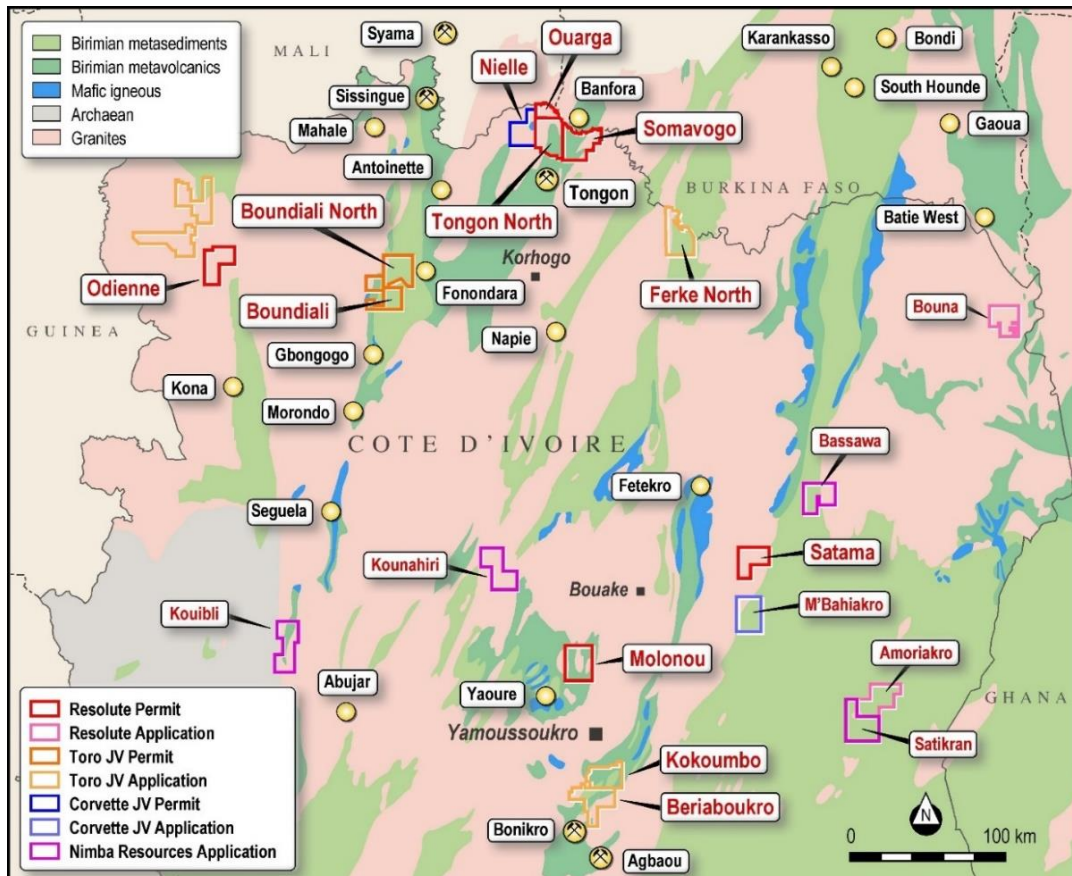 Birimian metasediments
Birimian metavolcanics
Mafic igneous
Archaean
Granites
MALI
Syama
Ouarga
Nielle
Karankasso
Bondi
Sissingue
Banfora
South Hounde
Mahale
Somavogo
Gaoua
Antoinette
Tongon
BURKINA FASO
Boundiali North
Tongon North
Batie West
Korhogo
Odienne
Fonondara
Ferke North
Boundiali
Bouna
GUINEA
Napie
Gbongogo
Kona
Morondo
COTE D'IVOIRE
Bassawa
Fetekro
Seguela
Satama
Kounahiri
Bouake
M'Bahiakro
Kouibli
Molonou
Amoriakro
Abujar
Yaoure
GHANA
Yamoussoukro
Satikran
Kokoumbo
Beriaboukro
Bonikro
Agbaou
Resolute Permit
Resolute Application
Toro JV Permit
Toro JV Application
Corvette JV Permit
Corvette JV Application
Nimba Resources Application
N
0 100 km